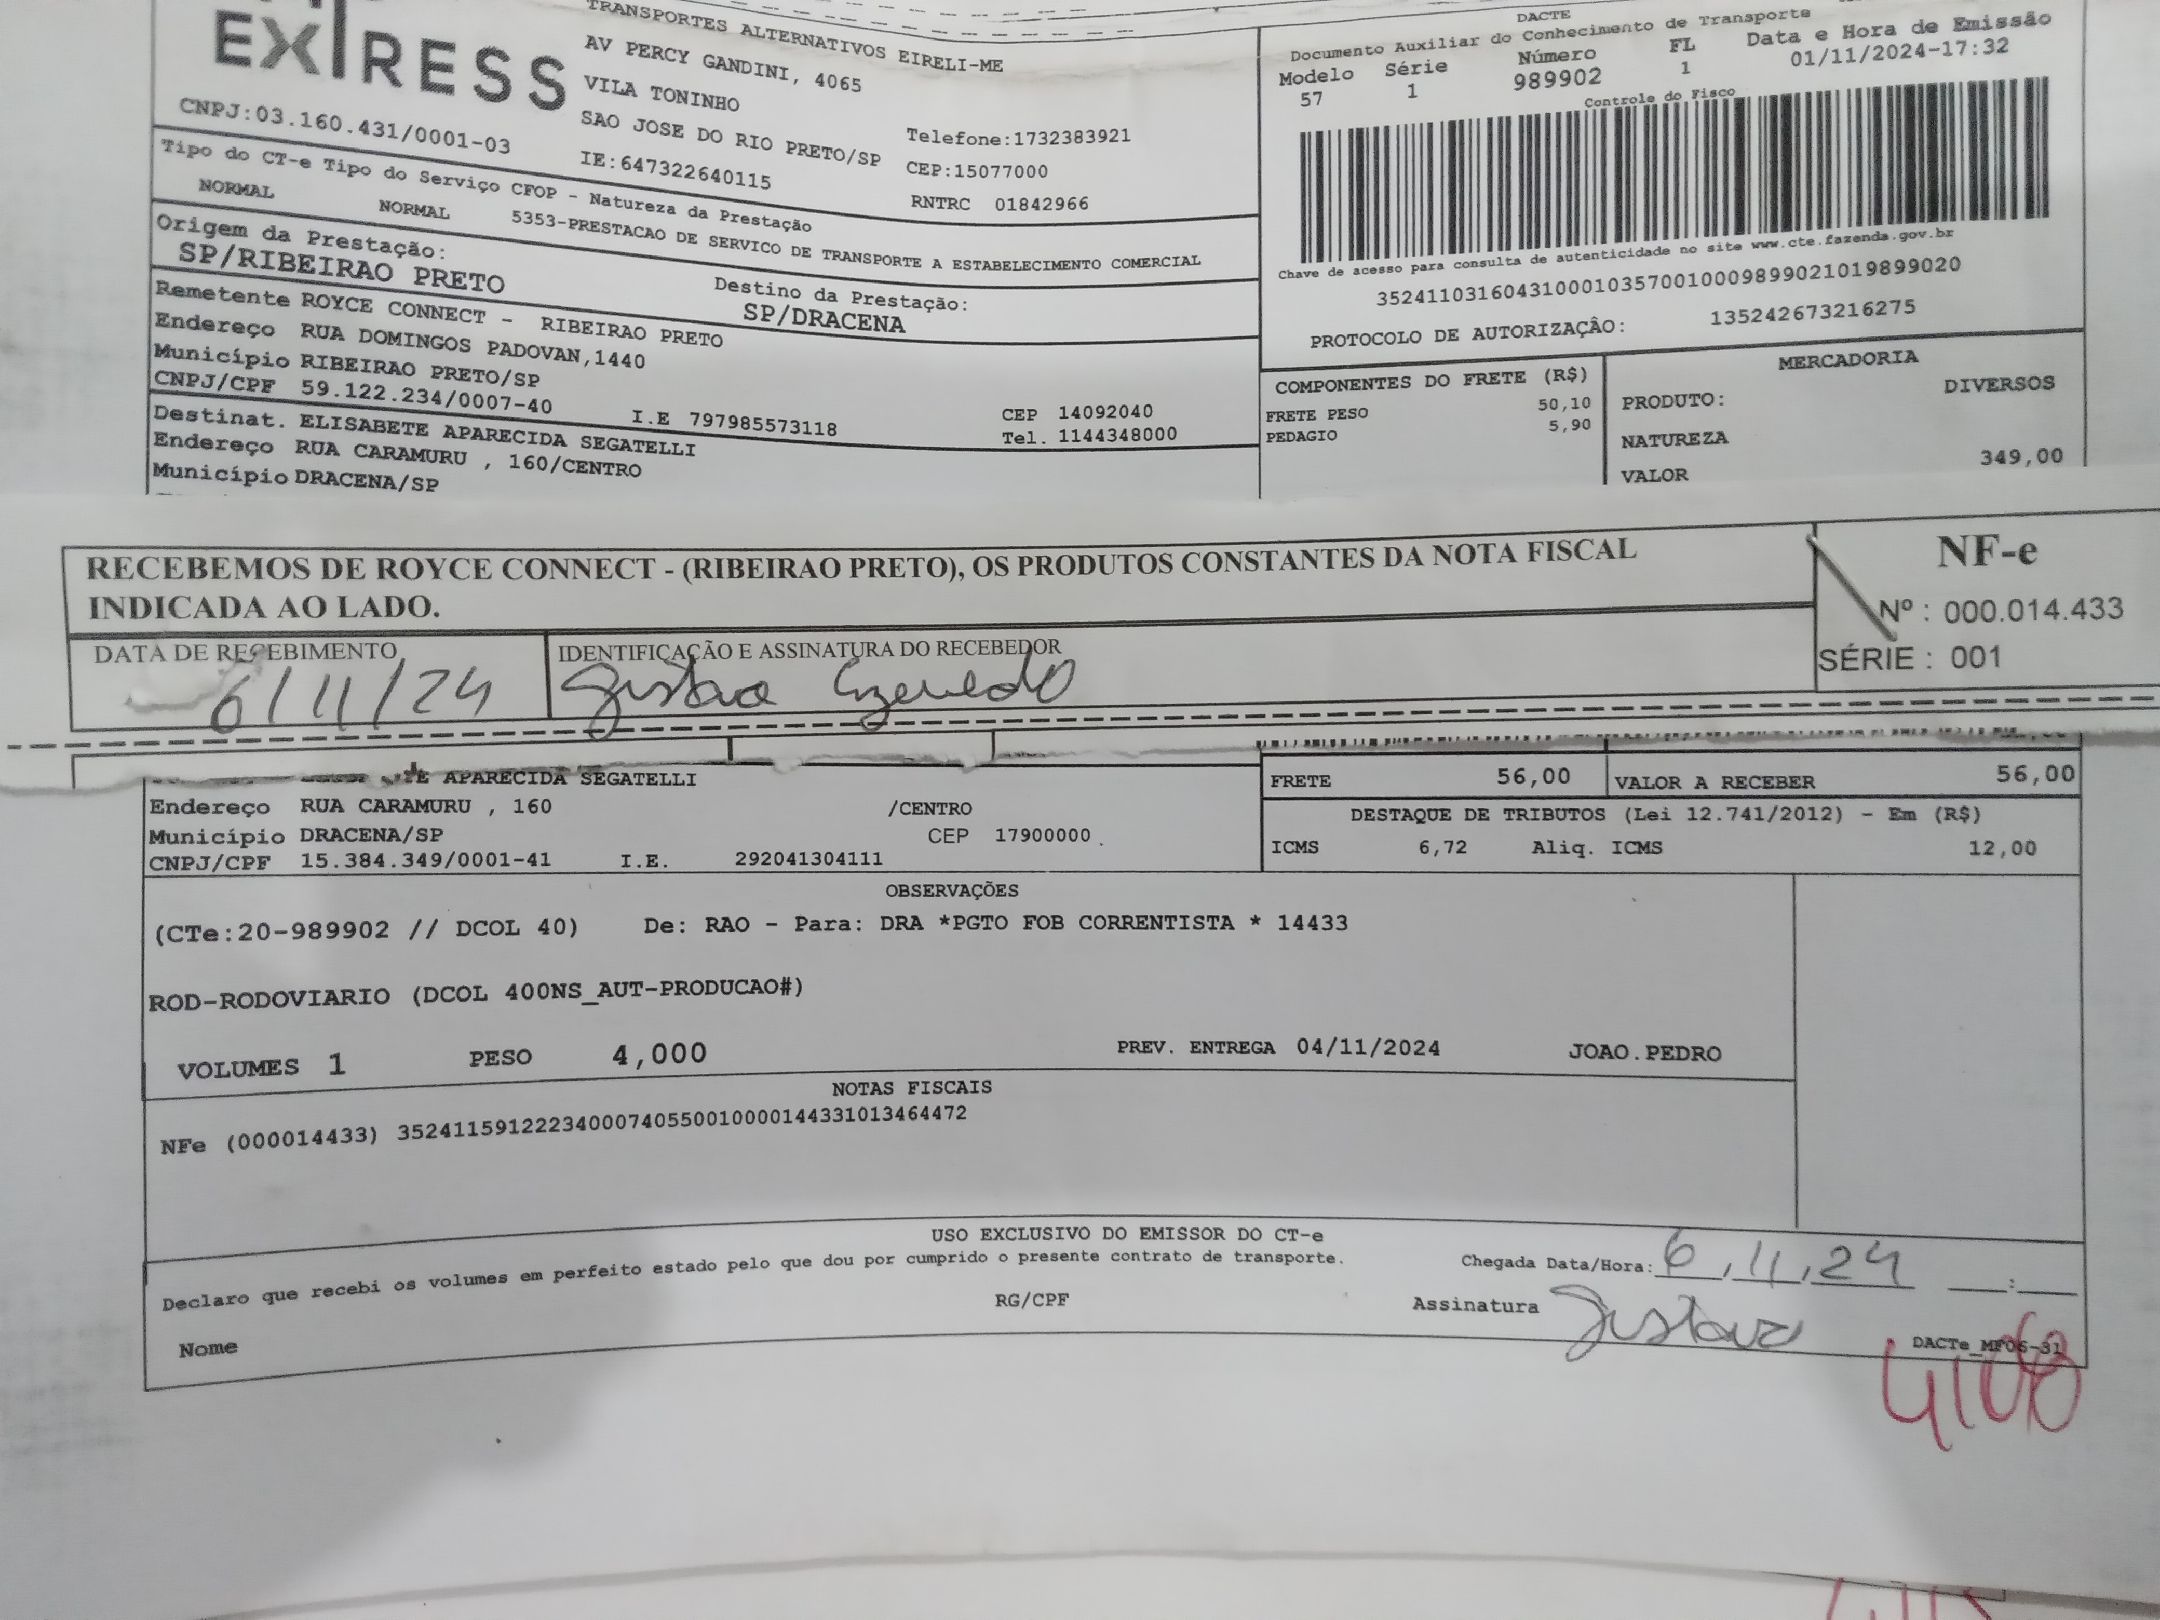 EXPRESS
TRANSPORTES ALTERNATIVOS EIRELI-ME
AV PERCY GANDINI, 4065
VILA TONINHO
SAO JOSE DO RIO PRETO/SP
CNPJ:03.160.431/0001-03
IE:647322640115
Telefone:1732383921
CEP:15077000
RNTRC 01842966
Tipo do CT-e Tipo do Serviço CFOP - Natureza da Prestação
NORMAL NORMAL 5353-PRESTACAO DE SERVICO DE TRANSPORTE A ESTABELECIMENTO COMERCIAL
Origem da Prestação:
SP/RIBEIRAO PRETO
Destino da Prestação:
SP/DRACENA
Remetente ROYCE CONNECT - RIBEIRAO PRETO
Endereço RUA DOMINGOS PADOVAN,1440
Município RIBEIRAO PRETO/SP
CNPJ/CPF 59.122.234/0007-40 I.E 797985573118
CEP 14092040
Tel. 1144348000
Destinat. ELISABETE APARECIDA SEGATELLI
Endereço RUA CARAMURU , 160/CENTRO
Município DRACENA/SP
DACTE
Documento Auxiliar do Conhecimento de Transporte
Modelo Série Número FL Data e Hora de Emissão
57 1 989902 1 01/11/2024-17:32
Controle do Fisco
Chave de acesso para consulta de autenticidade no site www.cte.fazenda.gov.br
35241103160431000103570010009899021019899020
PROTOCOLO DE AUTORIZAÇÂO: 135242673216275
COMPONENTES DO FRETE (R$)
FRETE PESO 50,10
PEDAGIO 5,90
MERCADORIA
PRODUTO: DIVERSOS
NATUREZA
VALOR 349,00
RECEBEMOS DE ROYCE CONNECT - (RIBEIRAO PRETO), OS PRODUTOS CONSTANTES DA NOTA FISCAL
INDICADA AO LADO.
NF-e
Nº : 000.014.433
SÉRIE : 001
DATA DE RECEBIMENTO
6/11/24
IDENTIFICAÇÃO E ASSINATURA DO RECEBEDOR
Gustavo Azevedo
APARECIDA SEGATELLI
Endereço RUA CARAMURU , 160 /CENTRO
Município DRACENA/SP CEP 17900000
CNPJ/CPF 15.384.349/0001-41 I.E. 292041304111
FRETE 56,00 VALOR A RECEBER 56,00
DESTAQUE DE TRIBUTOS (Lei 12.741/2012) - Em (R$)
ICMS 6,72 Aliq. ICMS 12,00
OBSERVAÇÕES
(CTe:20-989902 // DCOL 40) De: RAO - Para: DRA *PGTO FOB CORRENTISTA * 14433
ROD-RODOVIARIO (DCOL 400NS_AUT-PRODUCAO#)
VOLUMES 1 PESO 4,000 PREV. ENTREGA 04/11/2024 JOAO.PEDRO
NOTAS FISCAIS
NFe (000014433) 35241159122234000740550010000144331013464472
USO EXCLUSIVO DO EMISSOR DO CT-e
Declaro que recebi os volumes em perfeito estado pelo que dou por cumprido o presente contrato de transporte.
Chegada Data/Hora: 6,11,24 :
Nome RG/CPF Assinatura Gustavo
DACTe_MF06-31